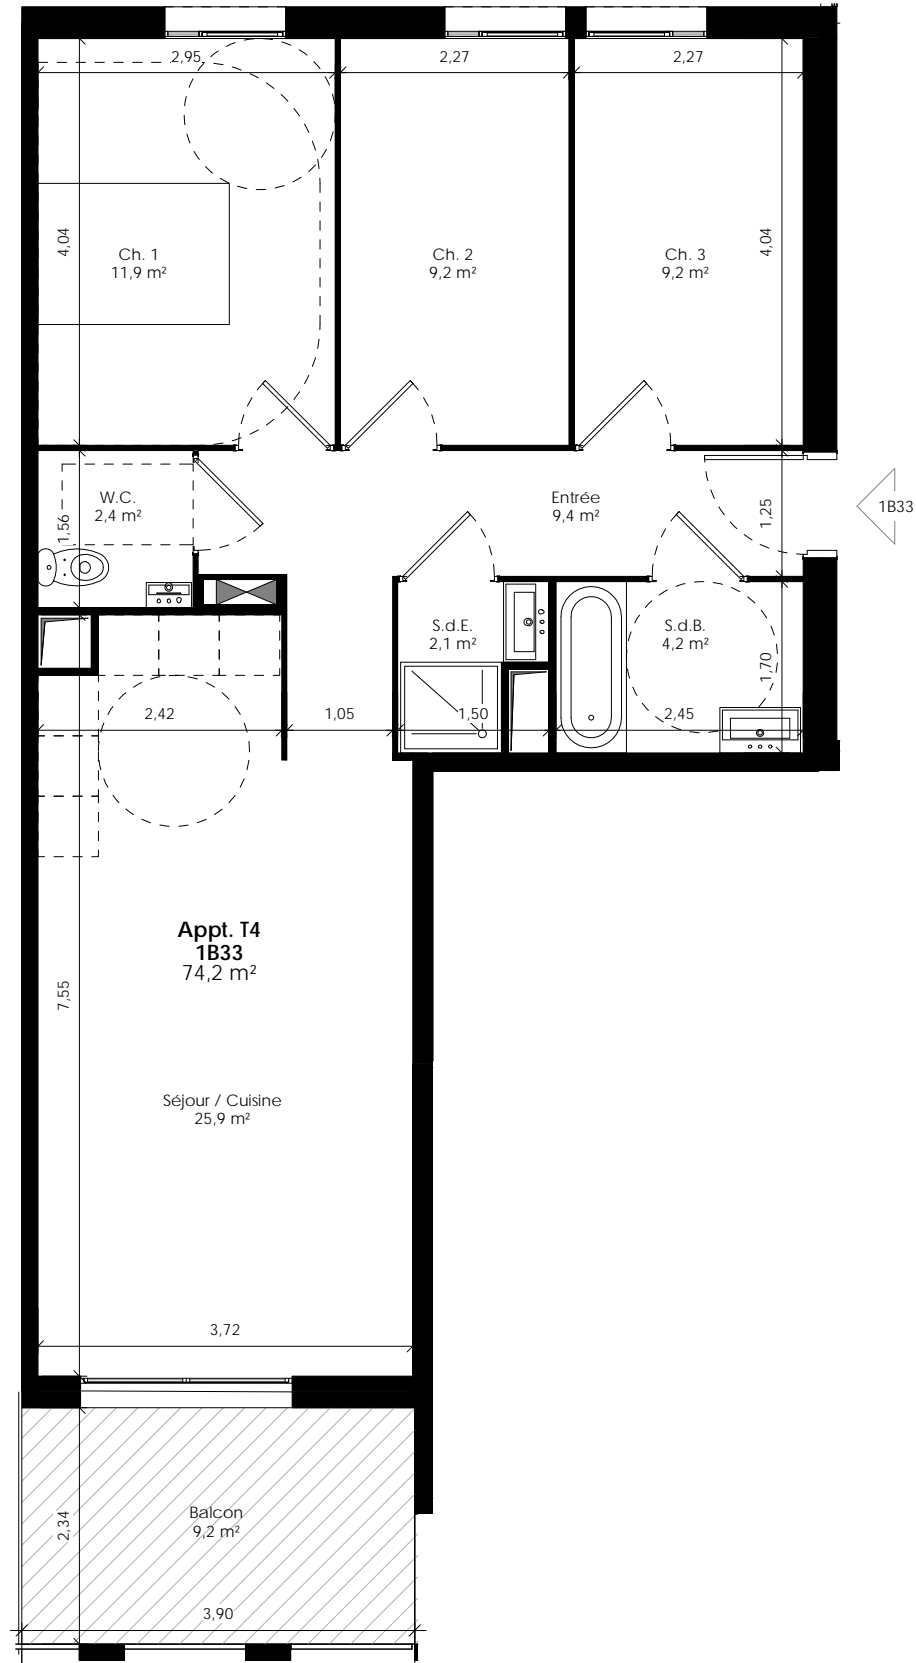 2,95
2,27
2,27
4,04
4,04
Ch. 1
11,9 m²
Ch. 2
9,2 m²
Ch. 3
9,2 m²
W.C.
2,4 m²
1,56
Entrée
9,4 m²
1,25
1B33
S.d.E.
2,1 m²
S.d.B.
4,2 m²
1,70
2,42
1,05
1,50
2,45
Appt. T4
1B33
74,2 m²
7,55
Séjour / Cuisine
25,9 m²
3,72
Balcon
9,2 m²
2,34
3,90